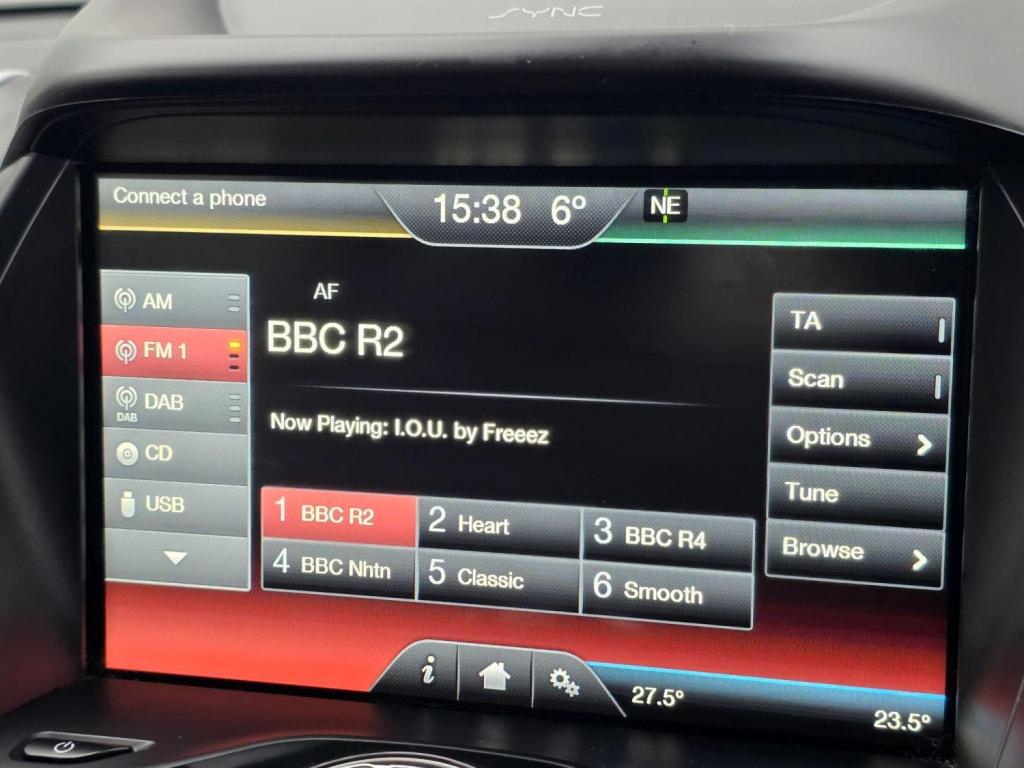 SYNC
Connect a phone
15:38 6°
NE
AM
FM 1
DAB
DAB
CD
USB
AF
BBC R2
Now Playing: I.O.U. by Freeez
1 BBC R2
2 Heart
3 BBC R4
4 BBC Nhtn
5 Classic
6 Smooth
TA
Scan
Options
Tune
Browse
i
27.5°
23.5°